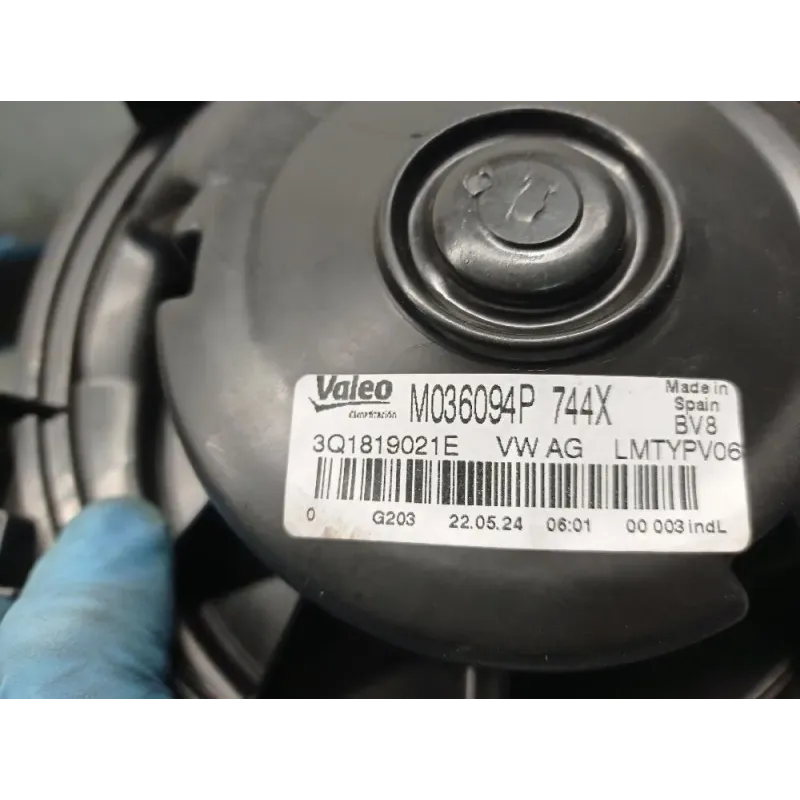 Valeo M036094P 744X Made in
Climatización Spain
BV8
3Q1819021E VW AG LMTYPV06
0 G203 22.05.24 06:01 00 003 indL